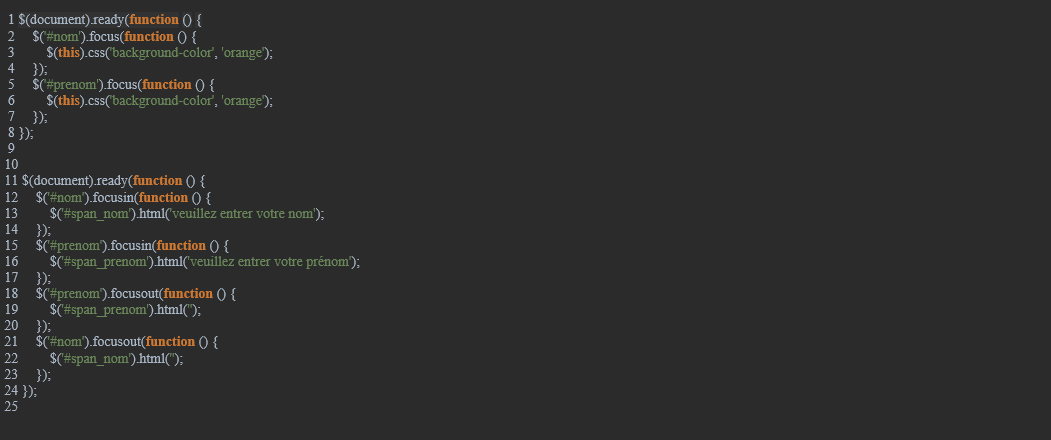 1 $(document).ready(function () {
2 $('#nom').focus(function () {
3 $(this).css('background-color', 'orange');
4 });
5 $('#prenom').focus(function () {
6 $(this).css('background-color', 'orange');
7 });
8 });
9
10
11 $(document).ready(function () {
12 $('#nom').focusin(function () {
13 $('#span_nom').html('veuillez entrer votre nom');
14 });
15 $('#prenom').focusin(function () {
16 $('#span_prenom').html('veuillez entrer votre prénom');
17 });
18 $('#prenom').focusout(function () {
19 $('#span_prenom').html('');
20 });
21 $('#nom').focusout(function () {
22 $('#span_nom').html('');
23 });
24 });
25